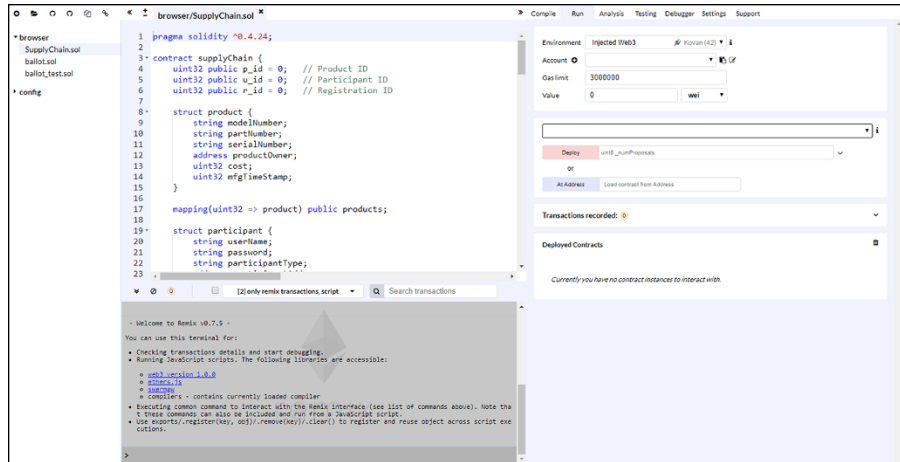 browser/SupplyChain.sol
Compile Run Analysis Testing Debugger Settings Support
browser
SupplyChain.sol
ballot.sol
ballot_test.sol
config
1 pragma solidity ^0.4.24;
2
3 contract supplyChain {
4 uint32 public p_id = 0; // Product ID
5 uint32 public u_id = 0; // Participant ID
6 uint32 public r_id = 0; // Registration ID
7
8 struct product {
9 string modelNumber;
10 string partNumber;
11 string serialNumber;
12 address productOwner;
13 uint32 cost;
14 uint32 mfgTimeStamp;
15 }
16
17 mapping(uint32 => product) public products;
18
19 struct participant {
20 string userName;
21 string password;
22 string participantType;
23
0 [2] only remix transactions, script Search transactions
- Welcome to Remix v0.7.5 -
You can use this terminal for:
Checking transactions details and start debugging.
Running JavaScript scripts. The following libraries are accessible:
web3 version 1.0.0
ethers.js
swarmgw
compilers - contains currently loaded compiler
Executing common command to interact with the Remix interface (see list of commands above). Note tha
t these commands can also be included and run from a JavaScript script.
Use exports/.register(key, obj)/.remove(key)/.clear() to register and reuse object across script exe
cutions.
>
Environment Injected Web3 Kovan (42) i
Account
Gas limit 3000000
Value 0 wei
i
Deploy uint8 _numProposals
or
At Address Load contract from Address
Transactions recorded: 0
Deployed Contracts
Currently you have no contract instances to interact with.